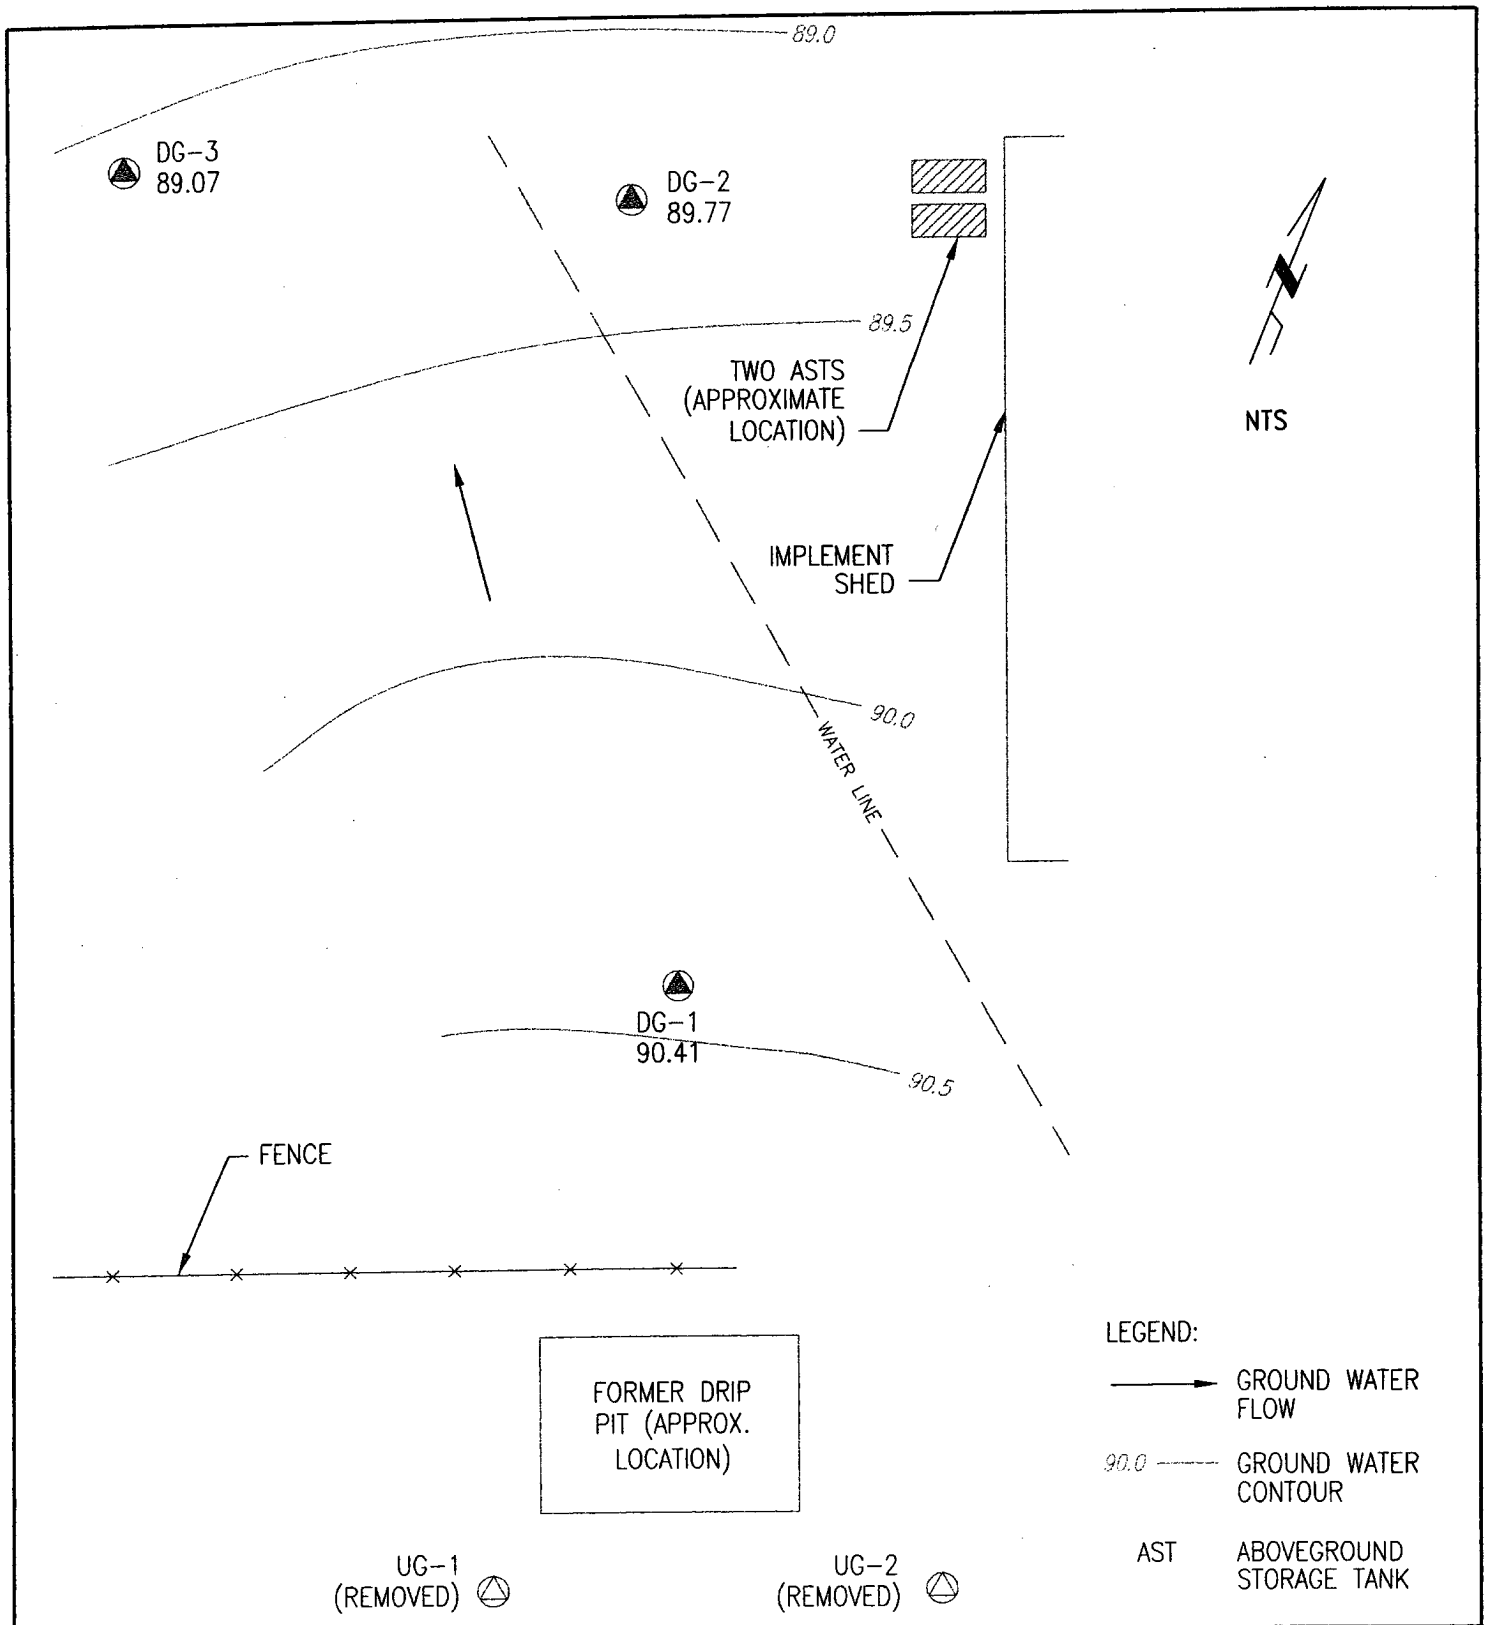 89.0
DG-3
89.07
DG-2
89.77
89.5
TWO ASTS
(APPROXIMATE
LOCATION)
N
NTS
IMPLEMENT
SHED
90.0
WATER LINE
DG-1
90.41
90.5
FENCE
FORMER DRIP
PIT (APPROX.
LOCATION)
UG-1
(REMOVED)
UG-2
(REMOVED)
LEGEND:
GROUND WATER
FLOW
90.0
GROUND WATER
CONTOUR
AST
ABOVEGROUND
STORAGE TANK